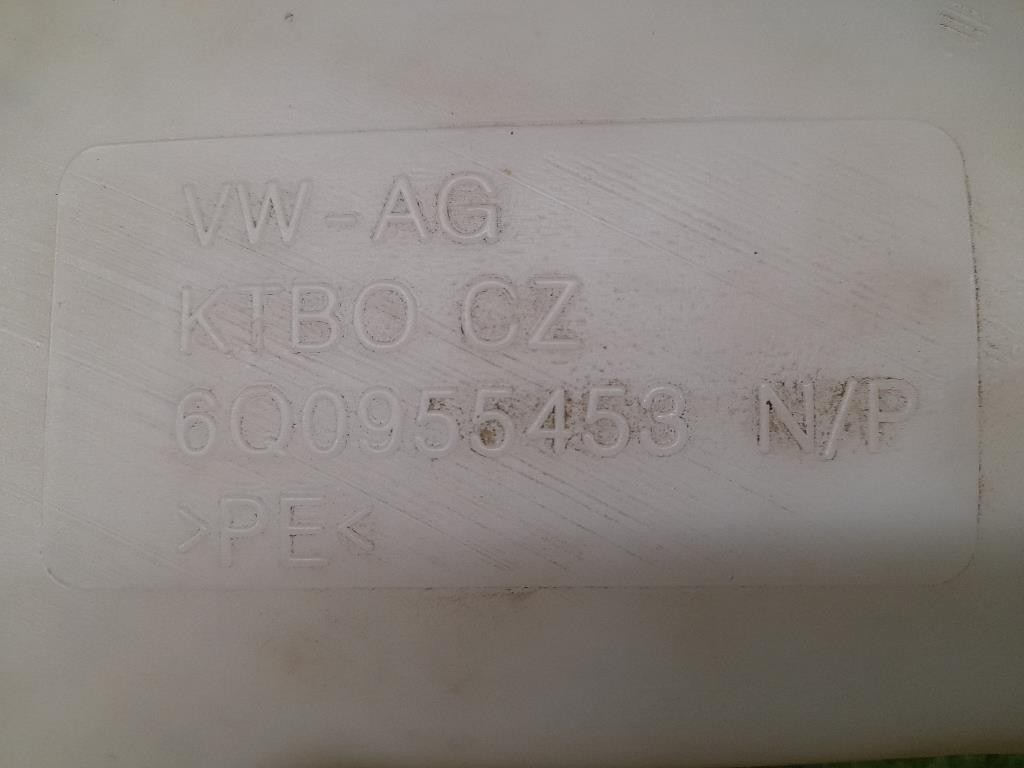 VW-AG
KTBO CZ
6Q0955453 N/P
>PE<